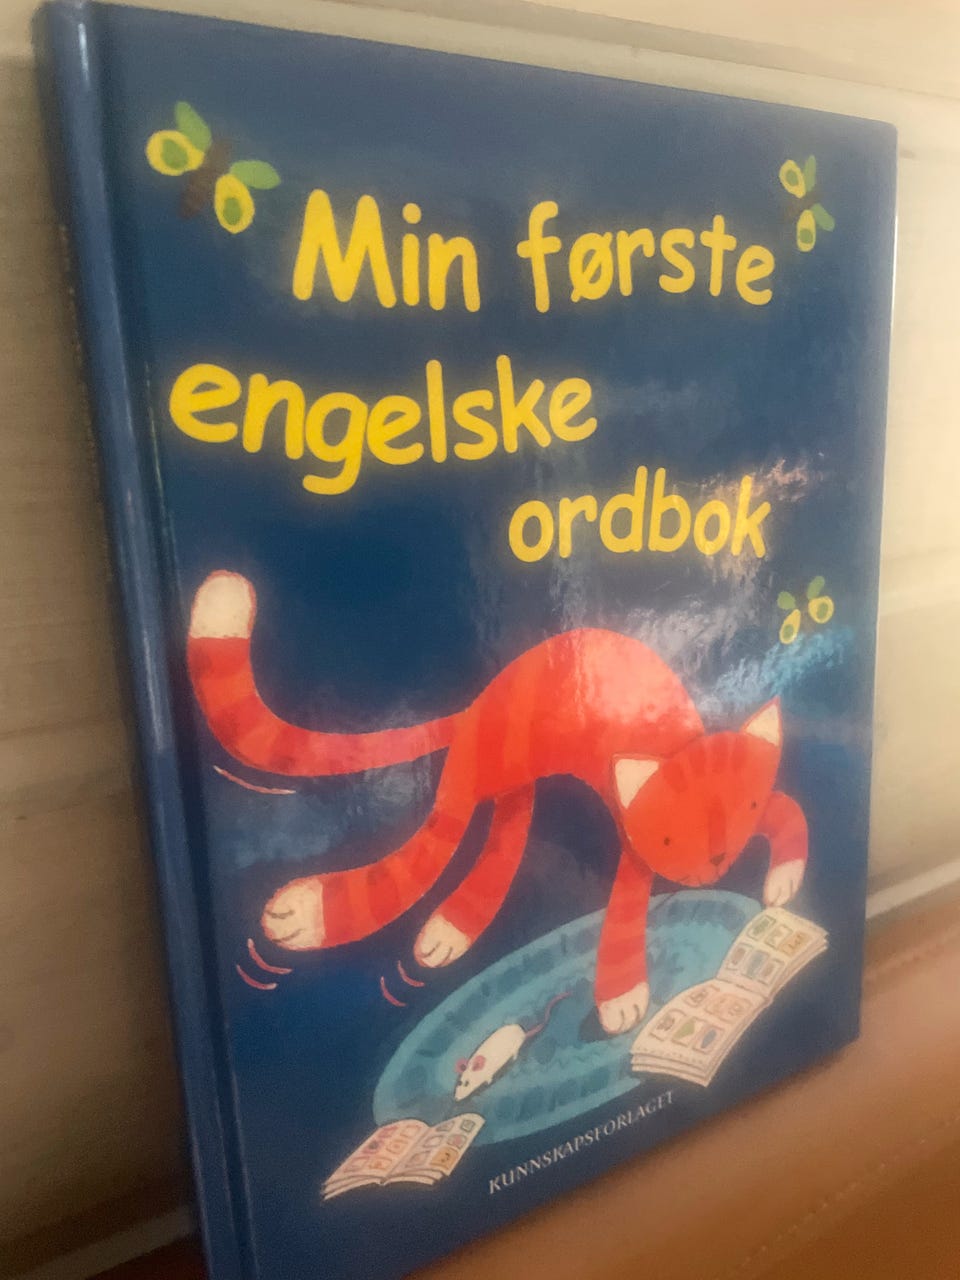 Min første
engelske
ordbok
KUNNSKAPSFORLAGET